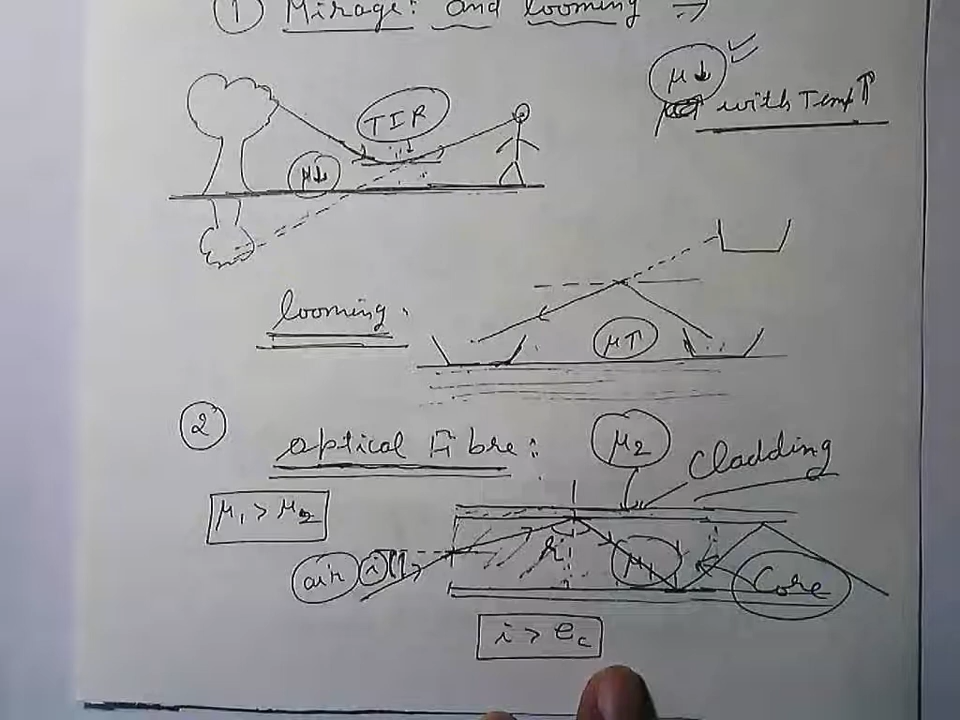 ① Mirage: and looming →
μ↓
with Temp↑
TIR
μ↓
looming.
μ↑
②
optical Fibre:
μ2
Cladding
μ1 > μ2
air
i
μ1
Core
i > θc